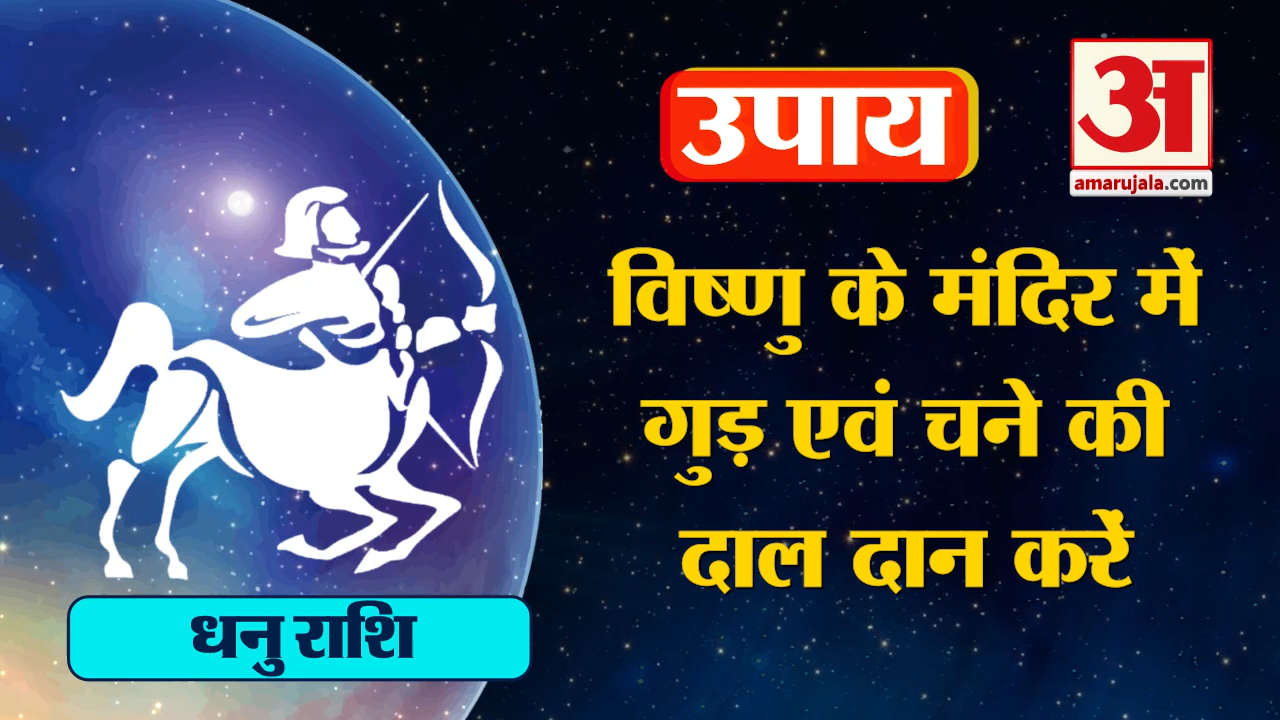 उपाय
अ
amarujala.com
विष्णु के मंदिर में
गुड़ एवं चने की
दाल दान करें
धनु राशि